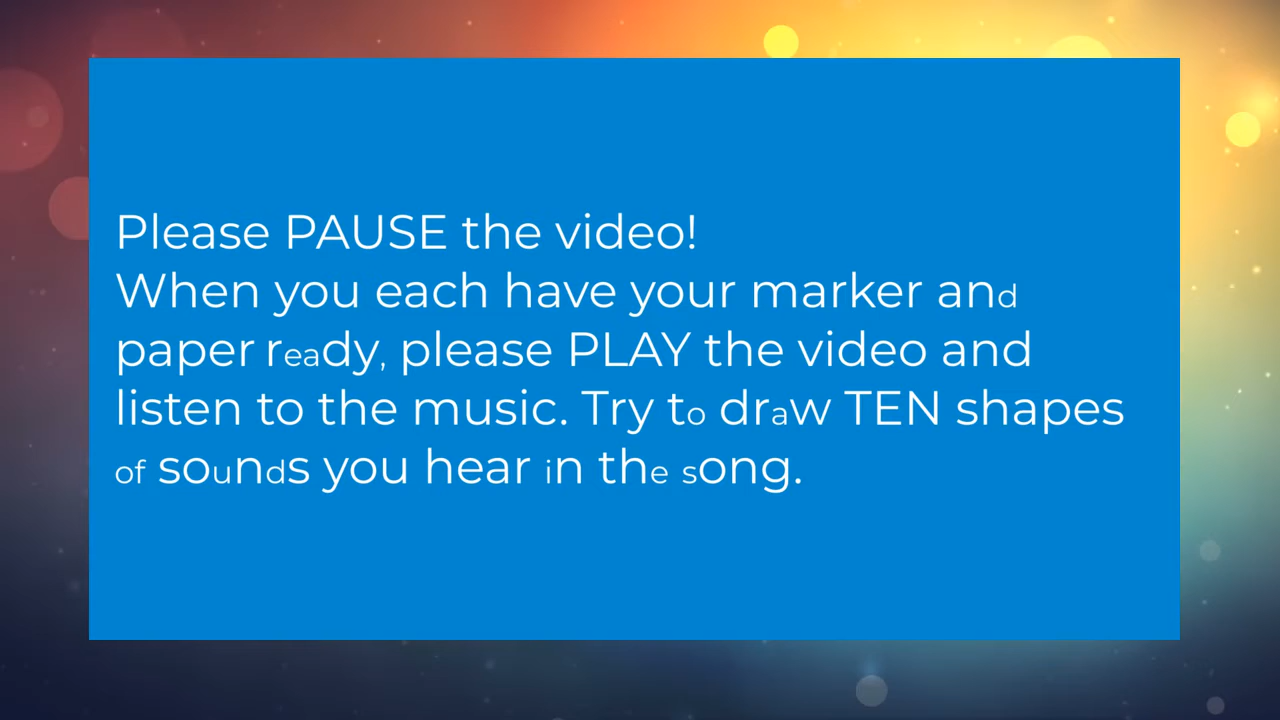 Please PAUSE the video!
When you each have your marker and
paper ready, please PLAY the video and
listen to the music. Try to draw TEN shapes
of sounds you hear in the song.